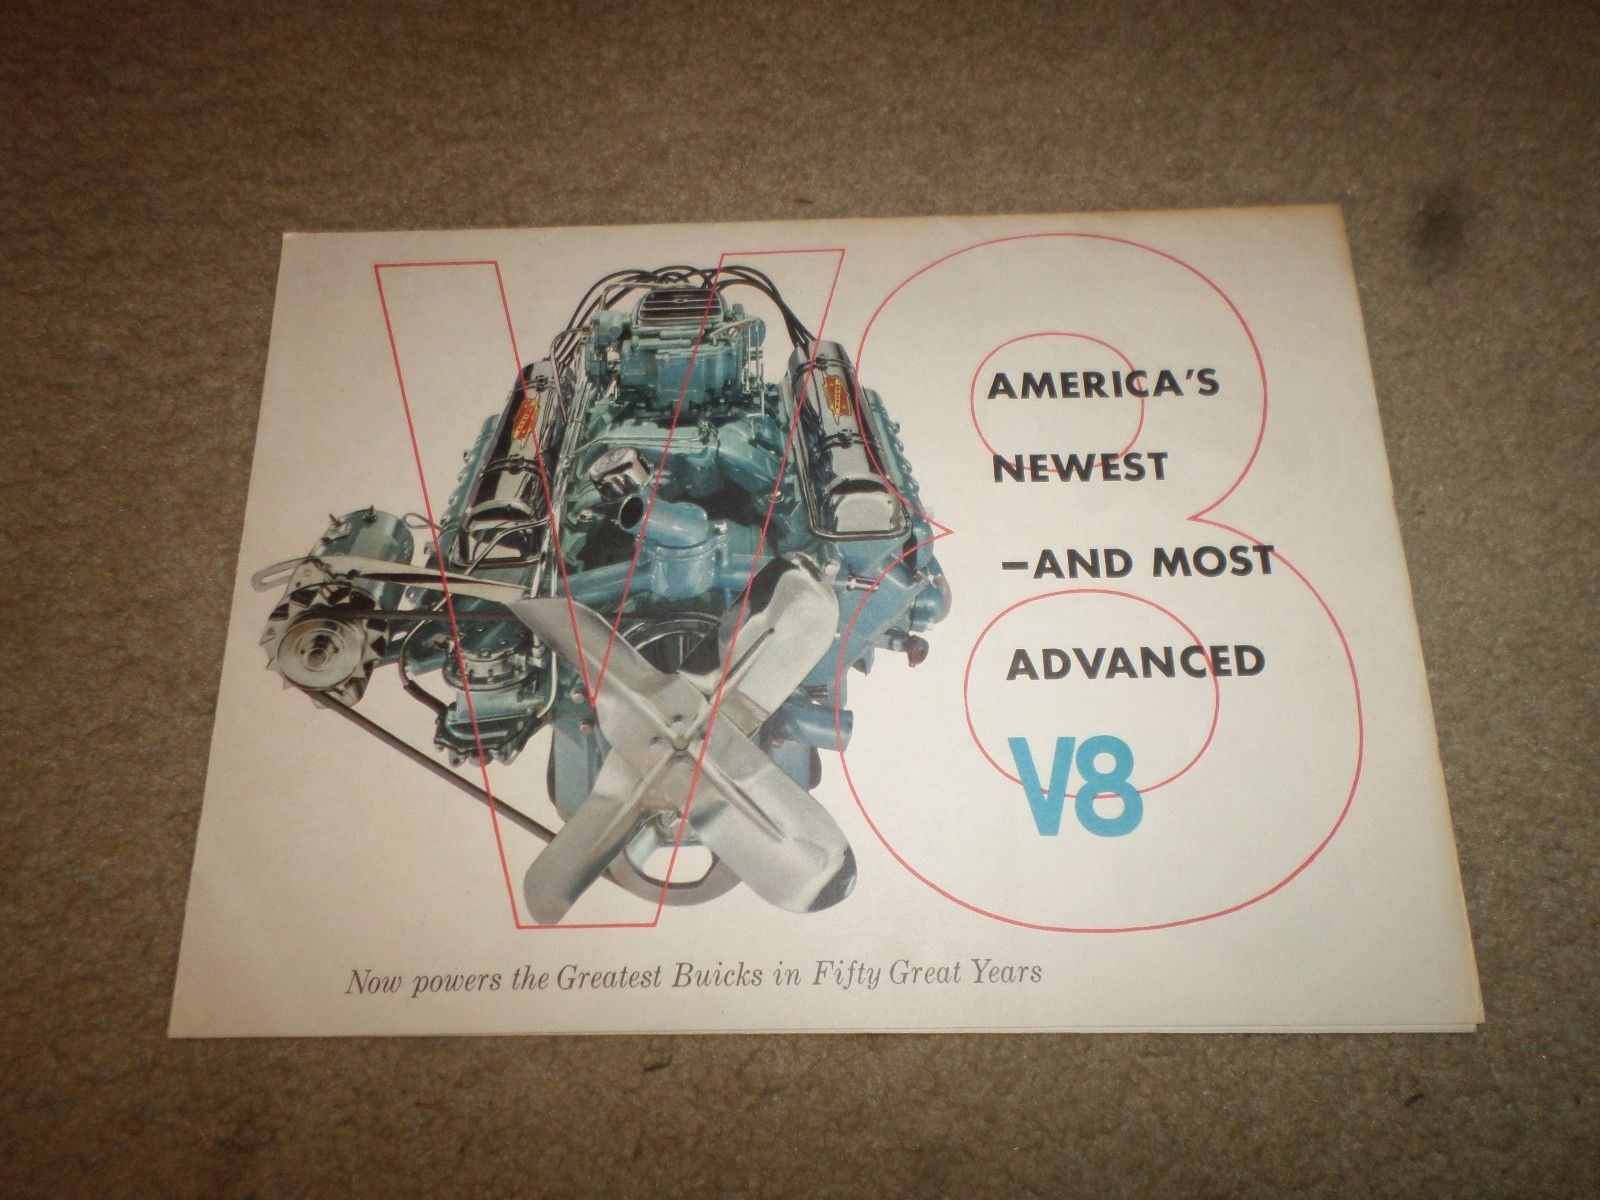 V8
AMERICA'S
NEWEST
–AND MOST
ADVANCED
V8
Now powers the Greatest Buicks in Fifty Great Years